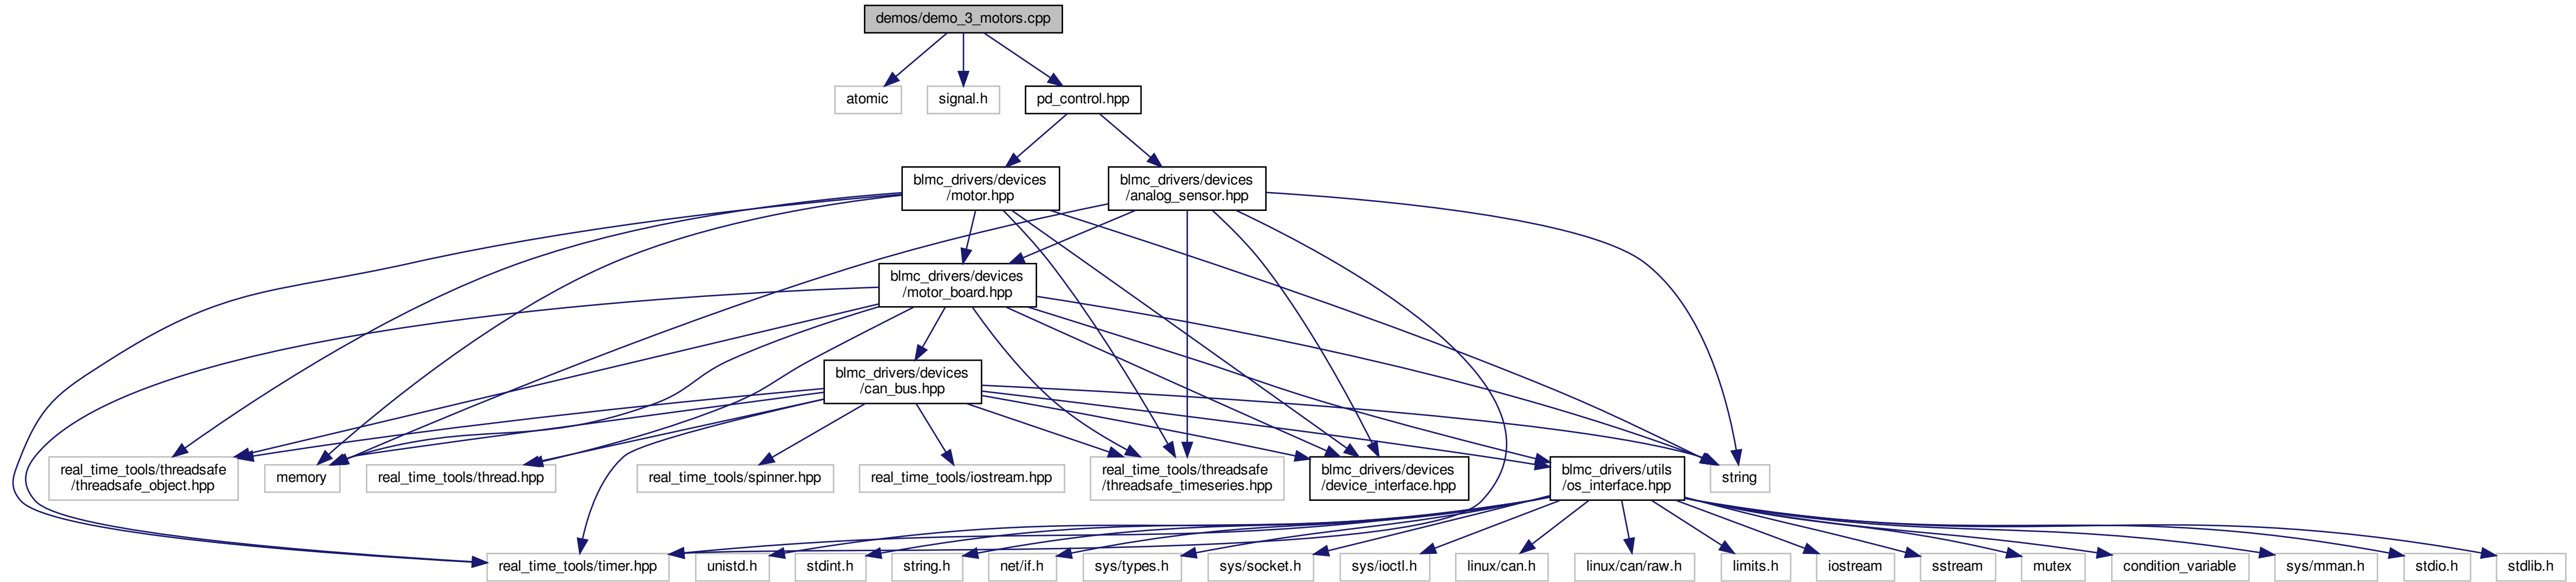 demos/demo_3_motors.cpp
atomic
signal.h
pd_control.hpp
blmc_drivers/devices
/motor.hpp
blmc_drivers/devices
/analog_sensor.hpp
blmc_drivers/devices
/motor_board.hpp
blmc_drivers/devices
/can_bus.hpp
real_time_tools/threadsafe
/threadsafe_object.hpp
memory
real_time_tools/thread.hpp
real_time_tools/spinner.hpp
real_time_tools/iostream.hpp
real_time_tools/threadsafe
/threadsafe_timeseries.hpp
blmc_drivers/devices
/device_interface.hpp
blmc_drivers/utils
/os_interface.hpp
string
real_time_tools/timer.hpp
unistd.h
stdint.h
string.h
net/if.h
sys/types.h
sys/socket.h
sys/ioctl.h
linux/can.h
linux/can/raw.h
limits.h
iostream
sstream
mutex
condition_variable
sys/mman.h
stdio.h
stdlib.h